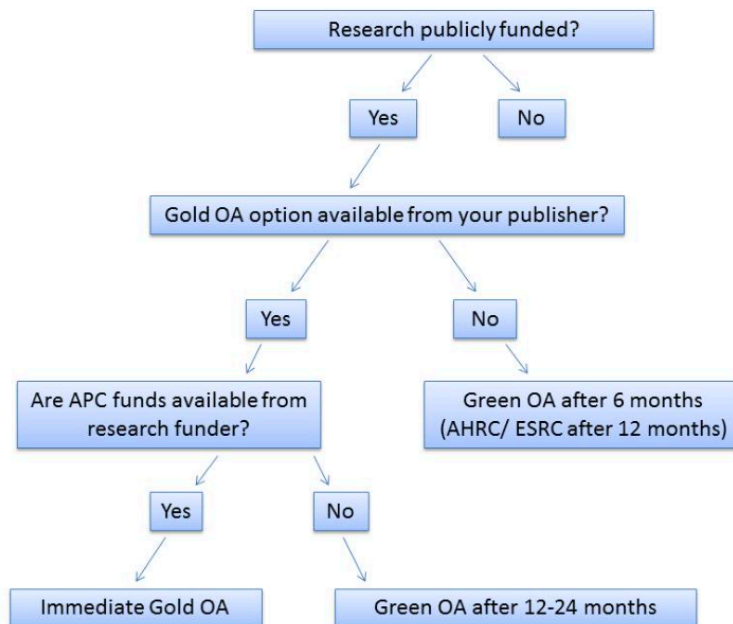 Research publicly funded?
Yes
No
Gold OA option available from your publisher?
Yes
No
Are APC funds available from
research funder?
Green OA after 6 months
(AHRC/ ESRC after 12 months)
Yes
No
Immediate Gold OA
Green OA after 12-24 months